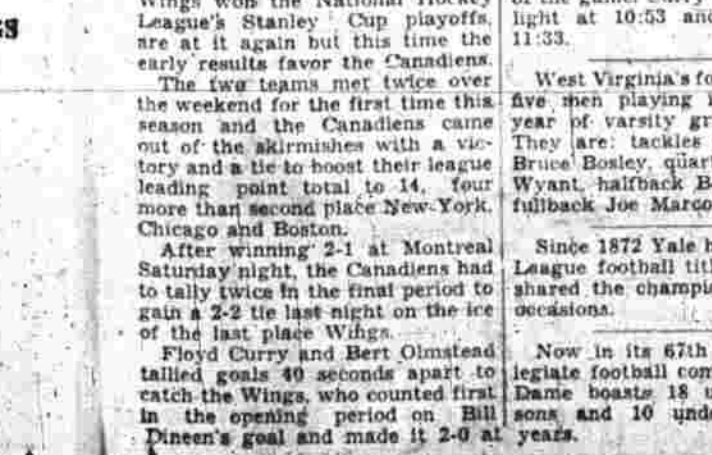 Wings won the National Hockey
League's Stanley Cup playoffs,
are at it again but this time the
early results favor the Canadiens.
The two teams met twice over
the weekend for the first time this
season and the Canadiens came
out of the skirmishes with a vic-
tory and a tie to boost their league
leading point total to 14, four
more than second place New York,
Chicago and Boston.
After winning 2-1 at Montreal
Saturday night, the Canadiens had
to tally twice in the final period to
gain a 2-2 tie last night on the ice
of the last place Wings.
Floyd Curry and Bert Olmstead
tallied goals 40 seconds apart to
catch the Wings, who counted first
in the opening period on Bill
Dineen's goal and made it 2-0 at
light at 10:53 and
11:33.
West Virginia's fo
five men playing
year of varsity gr
They are: tackles
Bruce Bosley, quart
Wyant, halfback B
fullback Joe Marco
Since 1872 Yale h
League football titl
shared the champi
occasions.
Now in its 67th
legiate football com
Dame boasts 18 u
sons and 10 unde
years.